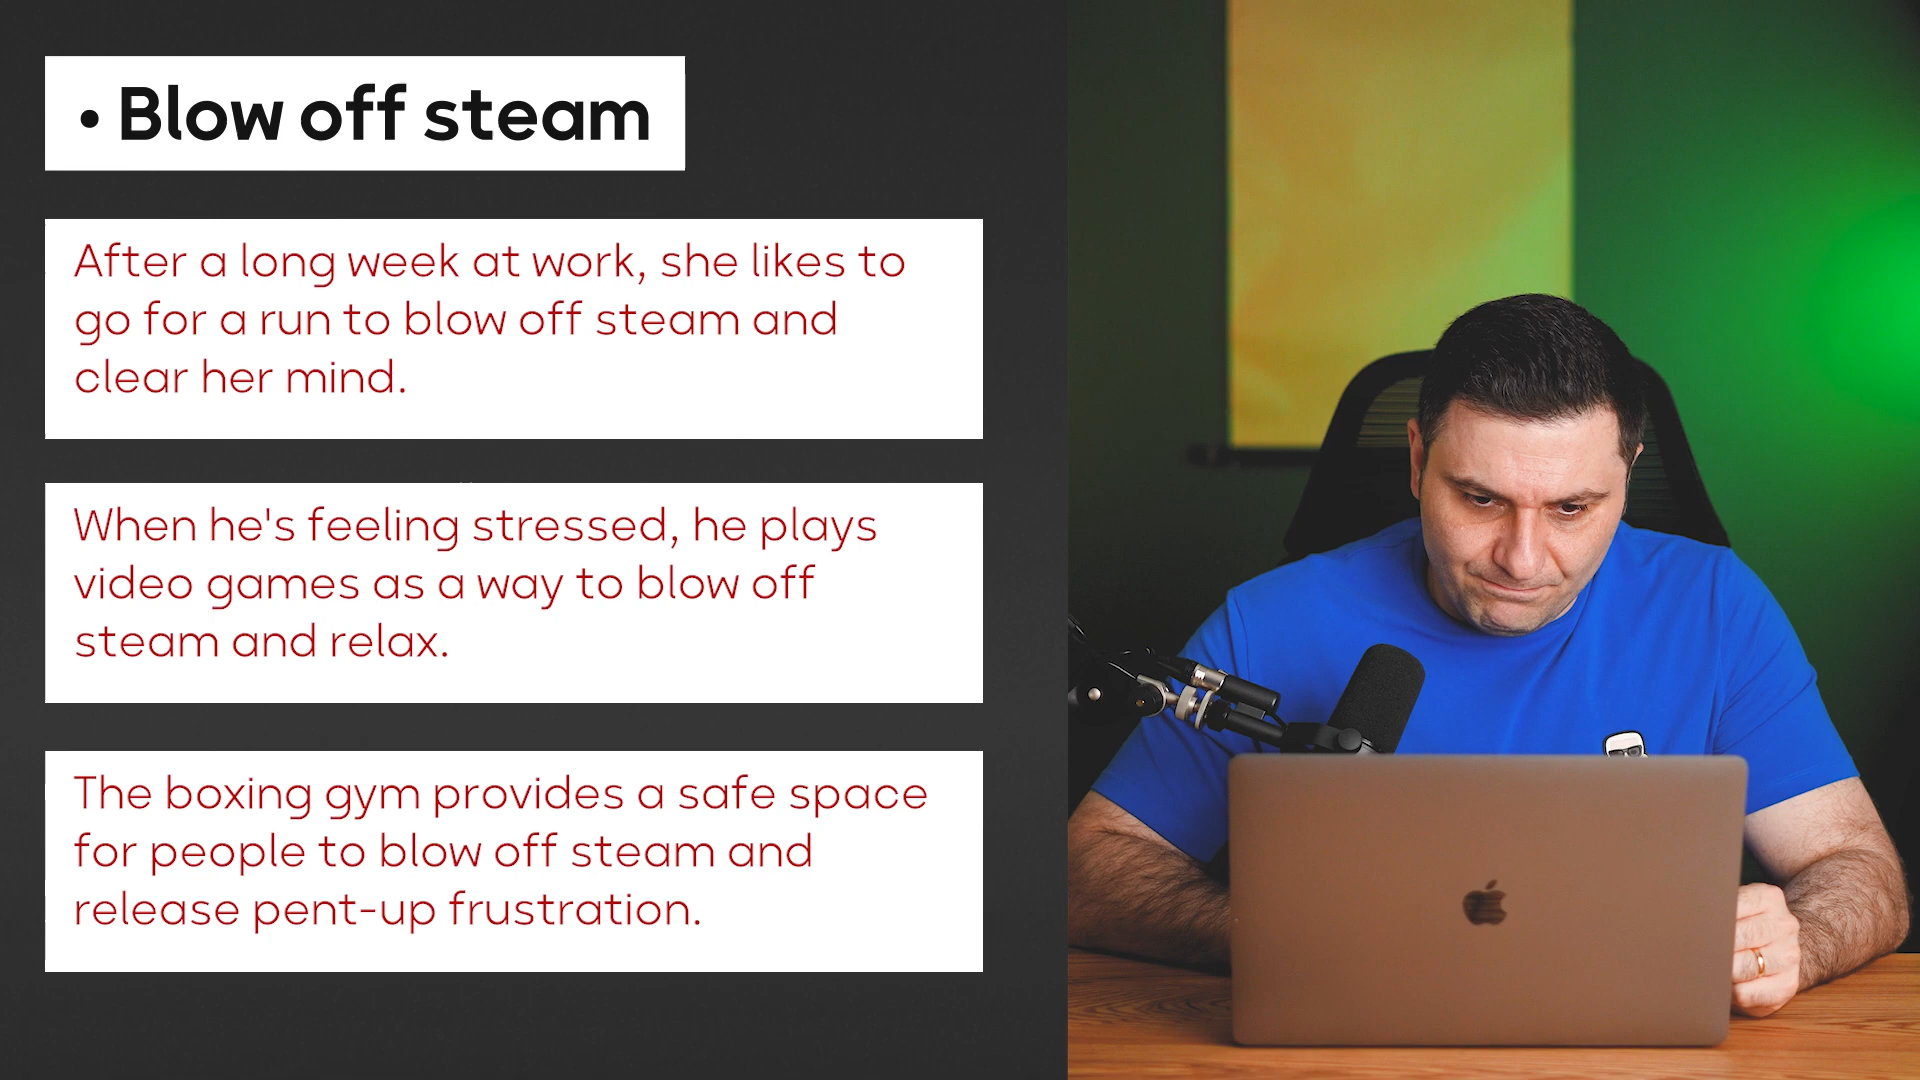 • Blow off steam
After a long week at work, she likes to
go for a run to blow off steam and
clear her mind.
When he's feeling stressed, he plays
video games as a way to blow off
steam and relax.
The boxing gym provides a safe space
for people to blow off steam and
release pent-up frustration.